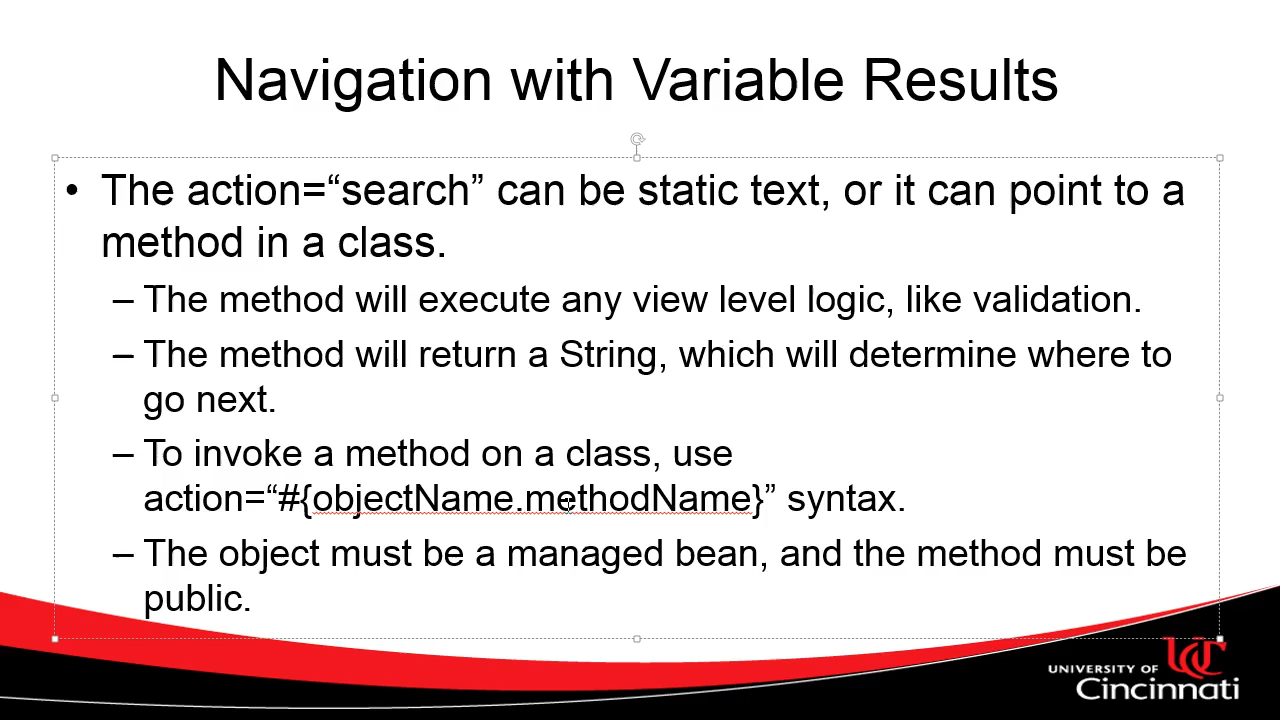 Navigation with Variable Results
• The action=“search” can be static text, or it can point to a
method in a class.
– The method will execute any view level logic, like validation.
– The method will return a String, which will determine where to
go next.
– To invoke a method on a class, use
action=“#{objectName.methodName}” syntax.
– The object must be a managed bean, and the method must be
public.
UNIVERSITY OF
Cincinnati